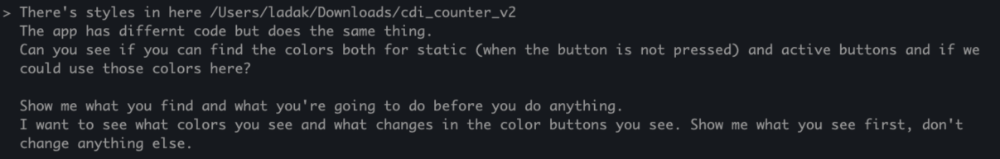 > There's styles in here /Users/ladak/Downloads/cdi_counter_v2
The app has differnt code but does the same thing.
Can you see if you can find the colors both for static (when the button is not pressed) and active buttons and if we
could use those colors here?
Show me what you find and what you're going to do before you do anything.
I want to see what colors you see and what changes in the color buttons you see. Show me what you see first, don't
change anything else.